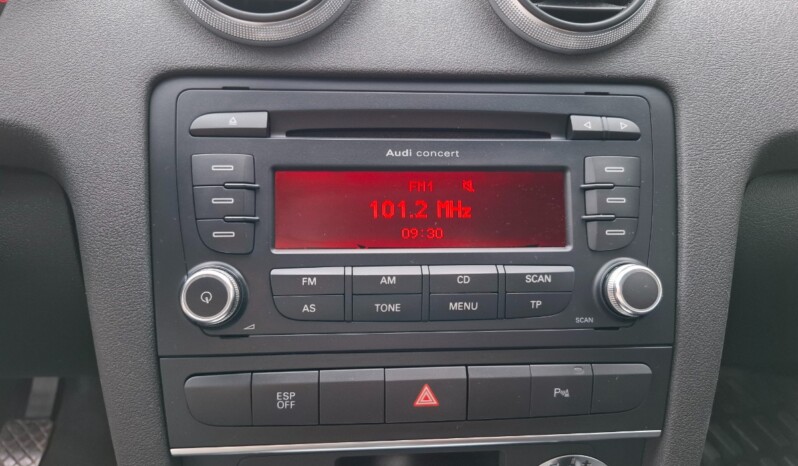 Audi concert
FM1
101.2 MHz
09:30
FM AM CD SCAN
AS TONE MENU TP
SCAN
ESP
OFF
P